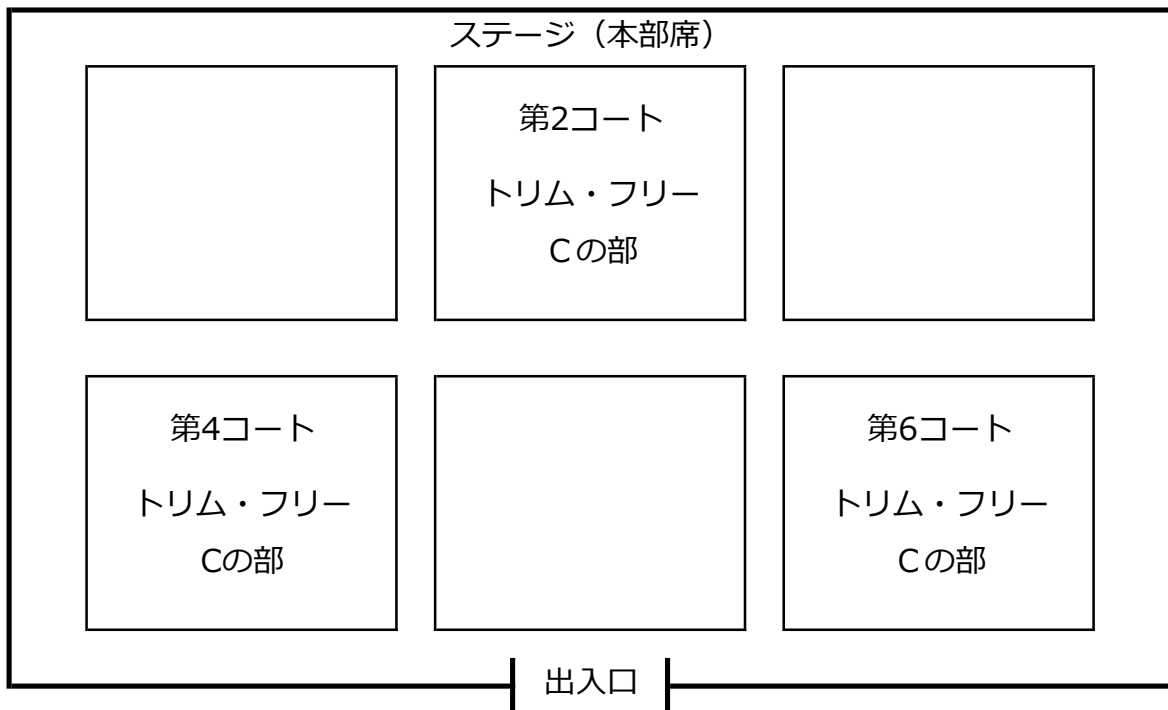 ステージ（本部席）
第2コート
トリム・フリー
Ｃの部
第4コート
トリム・フリー
Cの部
第6コート
トリム・フリー
Ｃの部
出入口